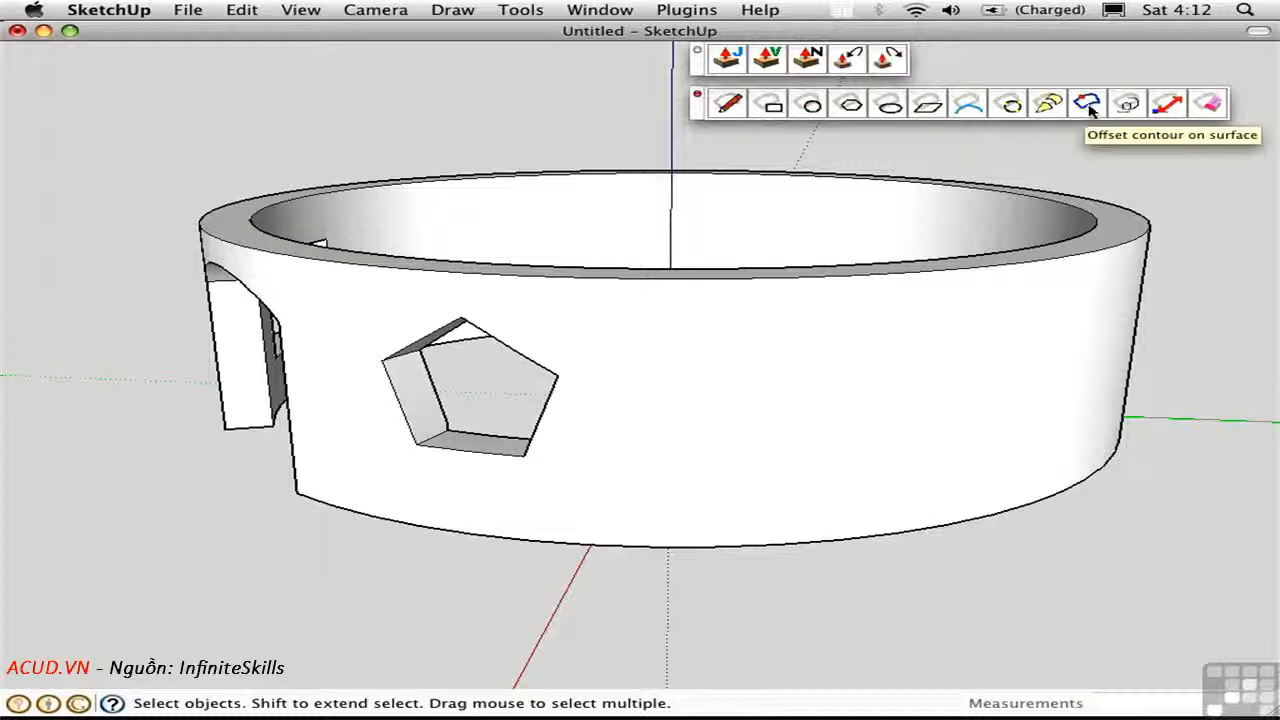 SketchUp File Edit View Camera Draw Tools Window Plugins Help (Charged) Sat 4:12
Untitled - SketchUp
J V N
Offset contour on surface
ACUD.VN - Nguồn: InfiniteSkills
Select objects. Shift to extend select. Drag mouse to select multiple. Measurements